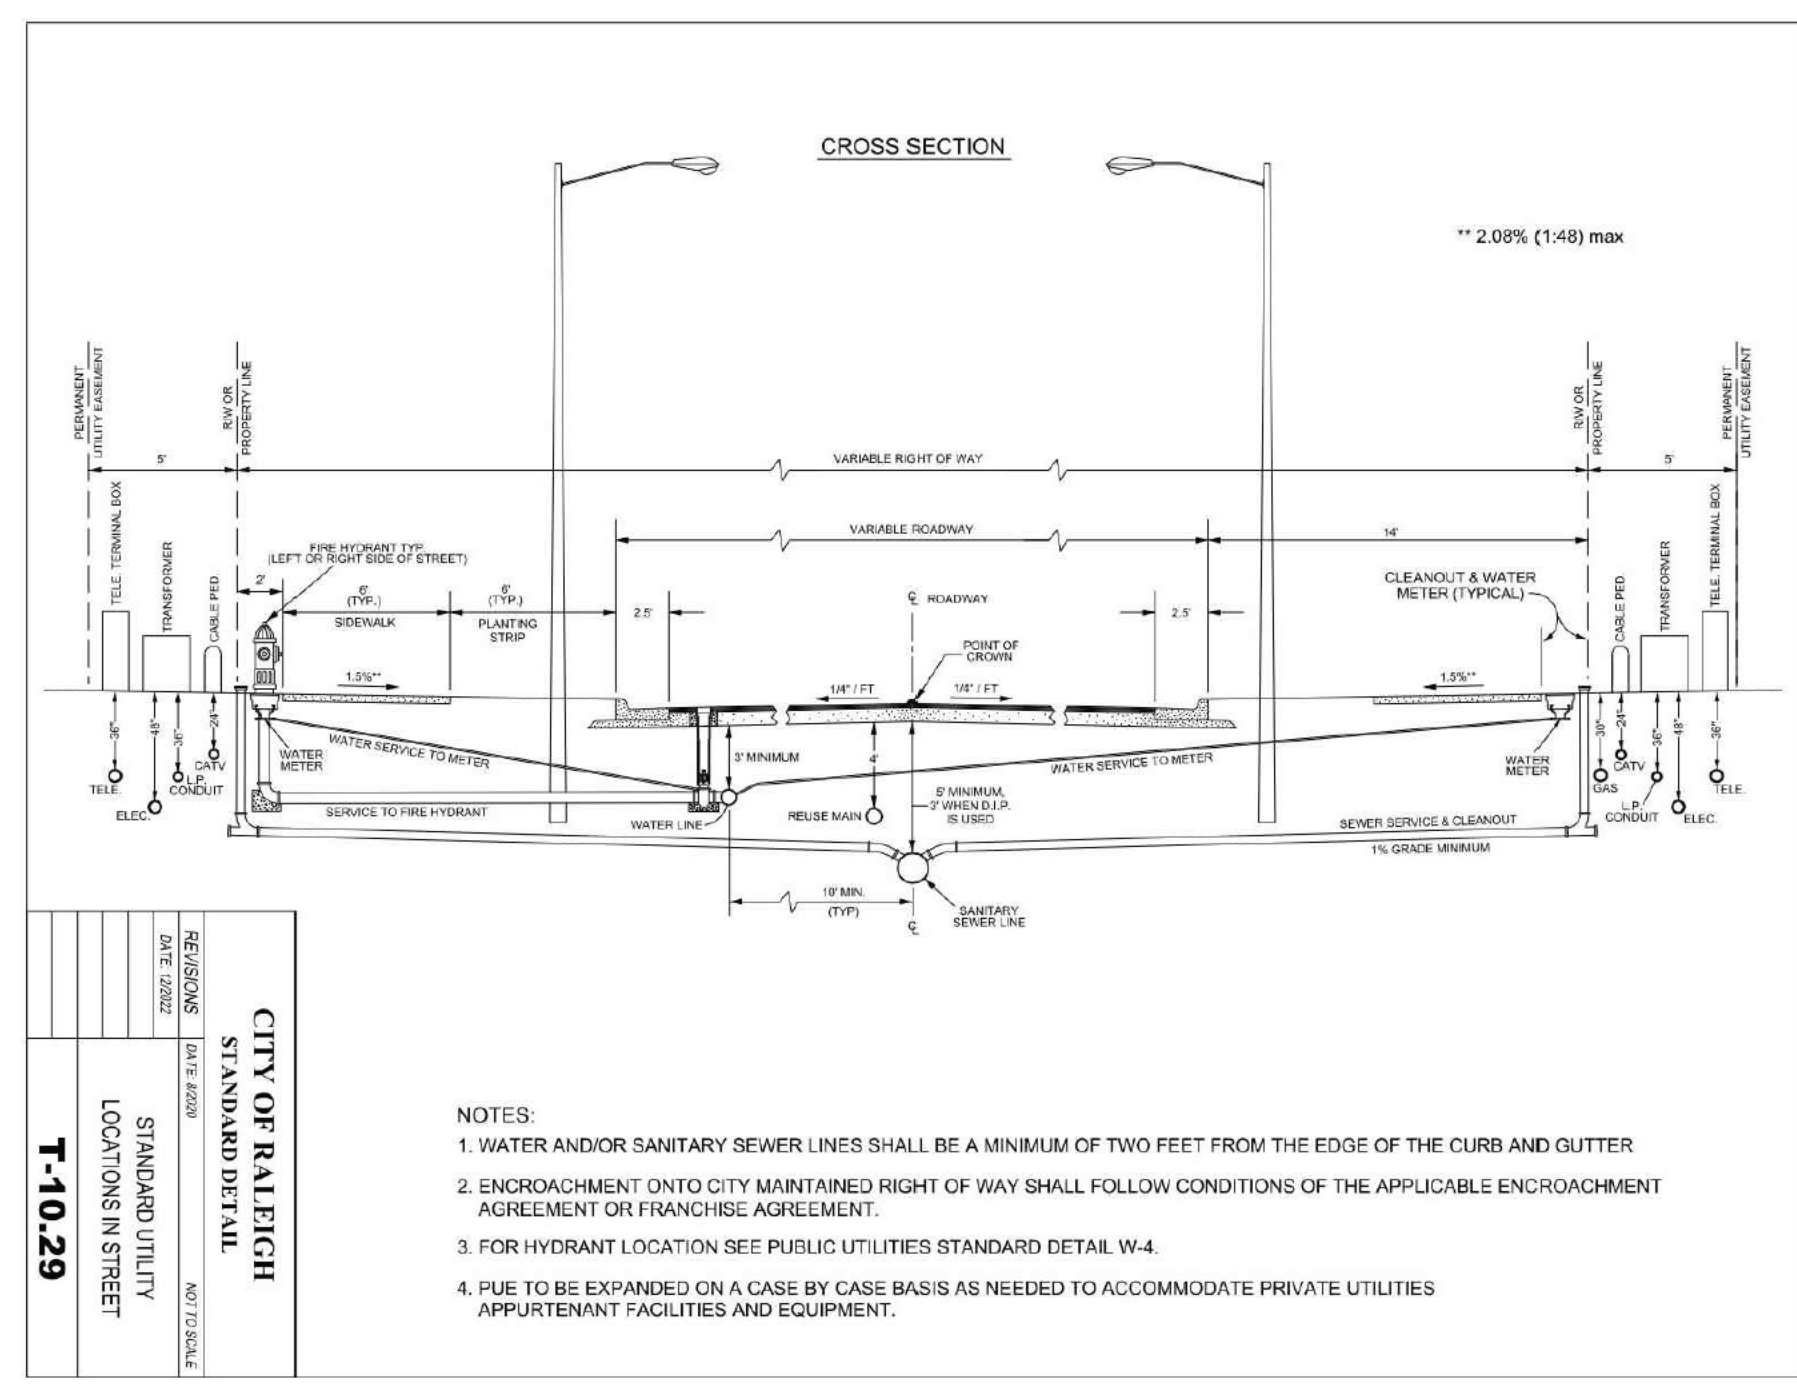 CROSS SECTION
** 2.08% (1:48) max
PERMANENT
UTILITY EASEMENT
R/W OR
PROPERTY LINE
R/W OR
PROPERTY LINE
PERMANENT
UTILITY EASEMENT
5'
VARIABLE RIGHT OF WAY
5'
TELE. TERMINAL BOX
TRANSFORMER
CABLE PED.
FIRE HYDRANT TYP.
(LEFT OR RIGHT SIDE OF STREET)
VARIABLE ROADWAY
14'
CLEANOUT & WATER
METER (TYPICAL)
CABLE PED.
TRANSFORMER
TELE. TERMINAL BOX
2'
6'
(TYP.)
SIDEWALK
6'
(TYP.)
PLANTING
STRIP
2.5'
℄ ROADWAY
2.5'
POINT OF
CROWN
1.5%**
1/4" / FT
1/4" / FT
1.5%**
36"
48"
36"
24"
TELE.
ELEC.
L.P.
CONDUIT
CATV
WATER
METER
WATER SERVICE TO METER
3' MINIMUM
4'
WATER SERVICE TO METER
WATER
METER
30"
24"
36"
48"
36"
GAS
CATV
L.P.
CONDUIT
ELEC.
TELE.
SERVICE TO FIRE HYDRANT
WATER LINE
REUSE MAIN
5' MINIMUM,
3' WHEN D.I.P.
IS USED
SEWER SERVICE & CLEANOUT
1% GRADE MINIMUM
10' MIN.
(TYP)
℄
SANITARY
SEWER LINE
CITY OF RALEIGH
STANDARD DETAIL
REVISIONS
DATE: 8/2020
NOT TO SCALE
DATE: 12/2022
STANDARD UTILITY
LOCATIONS IN STREET
T-10.29
NOTES:
1. WATER AND/OR SANITARY SEWER LINES SHALL BE A MINIMUM OF TWO FEET FROM THE EDGE OF THE CURB AND GUTTER
2. ENCROACHMENT ONTO CITY MAINTAINED RIGHT OF WAY SHALL FOLLOW CONDITIONS OF THE APPLICABLE ENCROACHMENT
AGREEMENT OR FRANCHISE AGREEMENT.
3. FOR HYDRANT LOCATION SEE PUBLIC UTILITIES STANDARD DETAIL W-4.
4. PUE TO BE EXPANDED ON A CASE BY CASE BASIS AS NEEDED TO ACCOMMODATE PRIVATE UTILITIES
APPURTENANT FACILITIES AND EQUIPMENT.